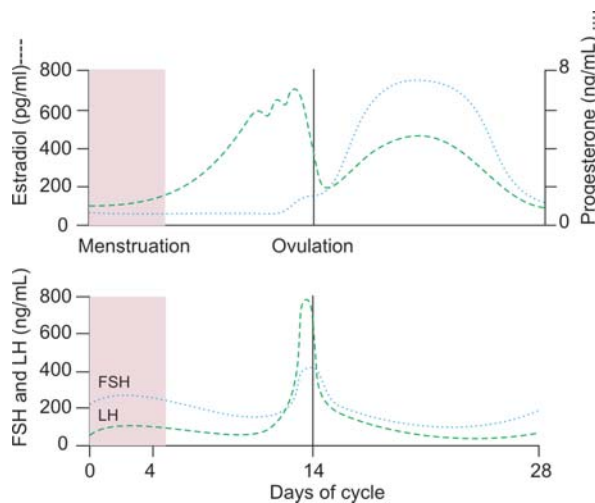 Estradiol (pg/ml)----
800
600
400
200
0
8
0
Progesterone (ng/mL) ....
Menstruation
Ovulation
FSH and LH (ng/mL)
800
600
400
200
0
FSH
LH
0
4
14
28
Days of cycle